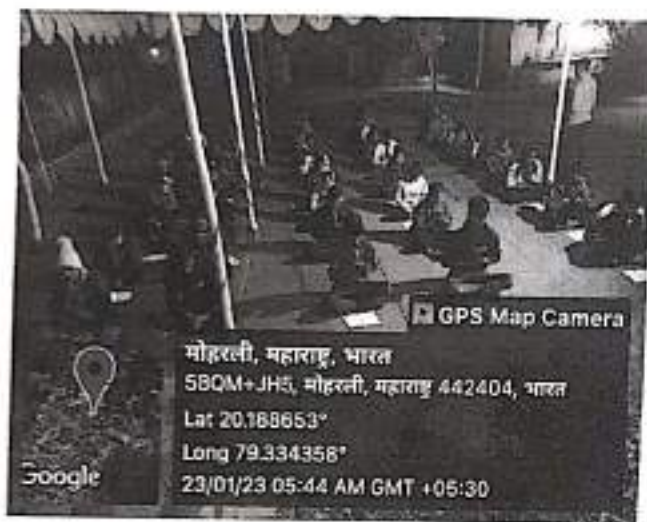 GPS Map Camera
मोहरली, महाराष्ट्र, भारत
5BQM+JH5, मोहरली, महाराष्ट्र 442404, भारत
Lat 20.188653°
Long 79.334358°
23/01/23 05:44 AM GMT +05:30
Google